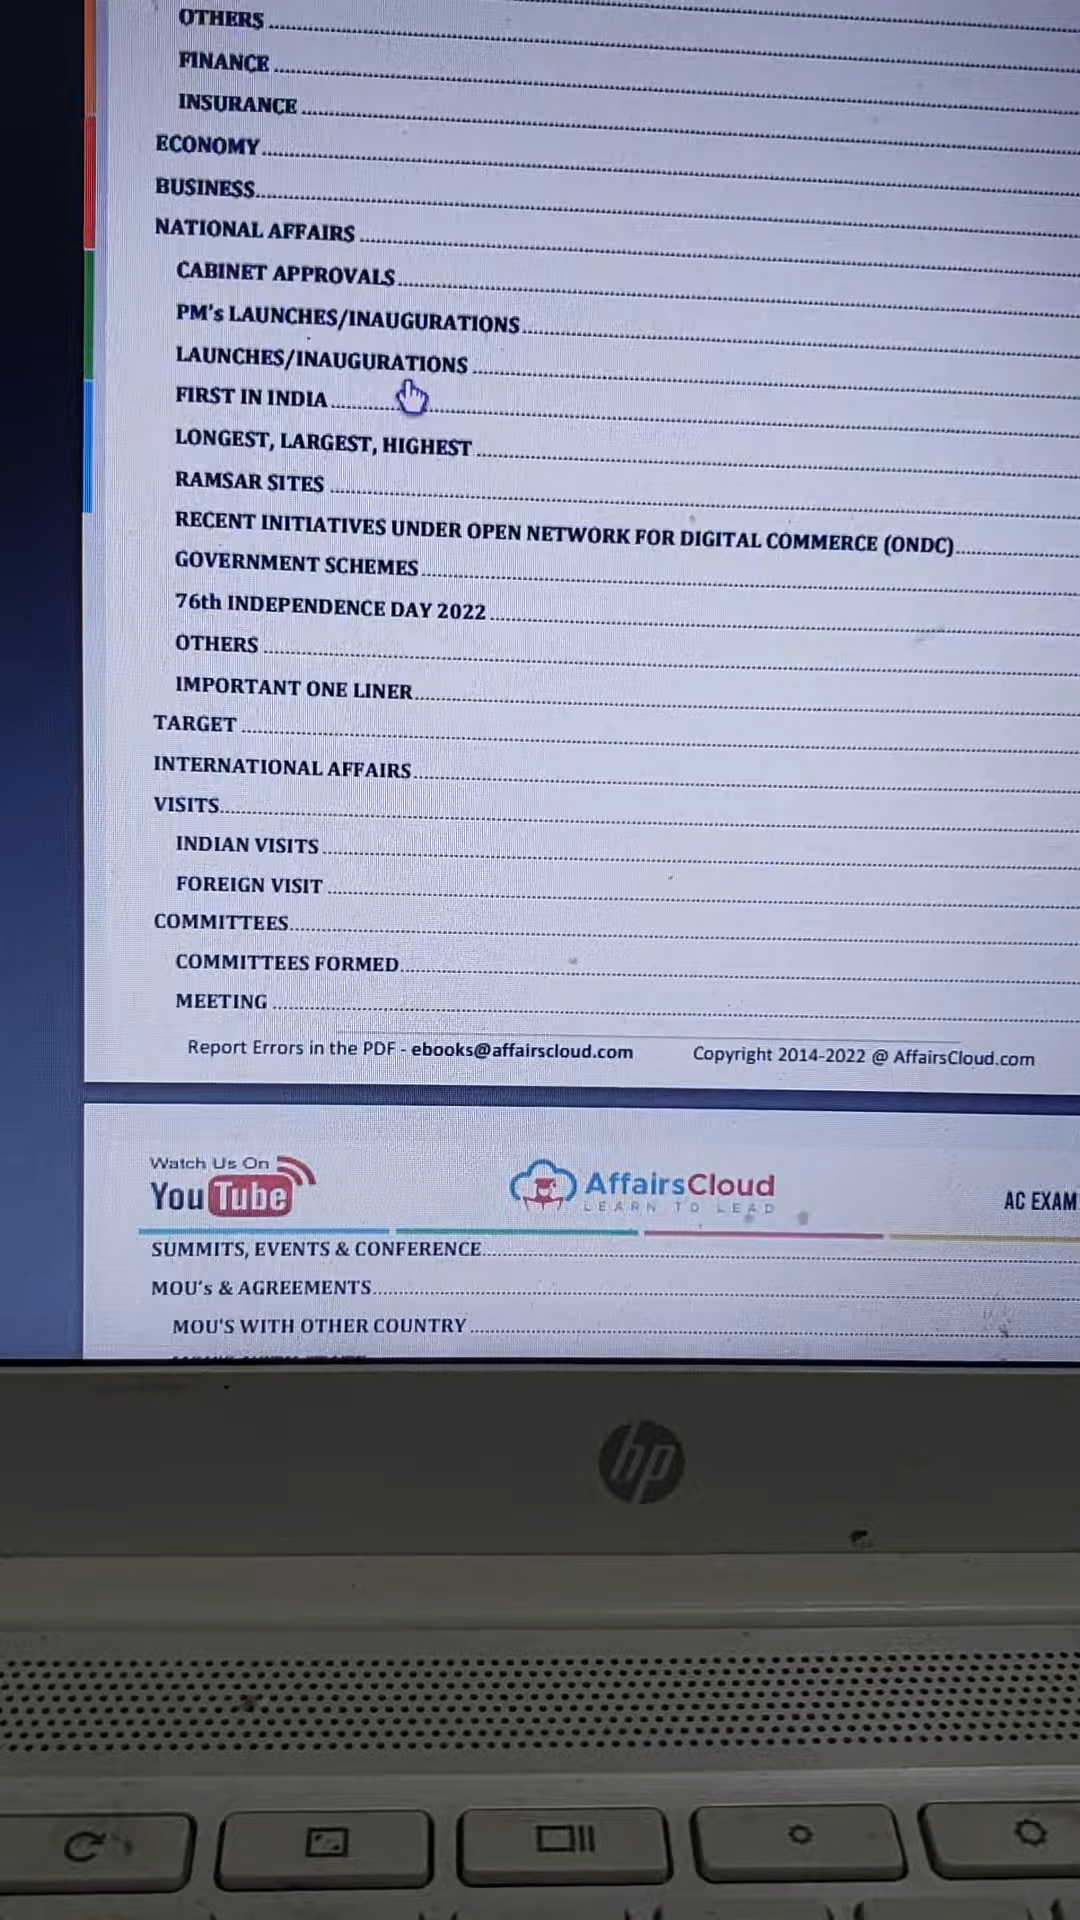 OTHERS
FINANCE
INSURANCE
ECONOMY
BUSINESS
NATIONAL AFFAIRS
CABINET APPROVALS
PM's LAUNCHES/INAUGURATIONS
LAUNCHES/INAUGURATIONS
FIRST IN INDIA
LONGEST, LARGEST, HIGHEST
RAMSAR SITES
RECENT INITIATIVES UNDER OPEN NETWORK FOR DIGITAL COMMERCE (ONDC)
GOVERNMENT SCHEMES
76th INDEPENDENCE DAY 2022
OTHERS
IMPORTANT ONE LINER
TARGET
INTERNATIONAL AFFAIRS
VISITS
INDIAN VISITS
FOREIGN VISIT
COMMITTEES
COMMITTEES FORMED
MEETING
Report Errors in the PDF - ebooks@affairscloud.com Copyright 2014-2022 @ AffairsCloud.com
Watch Us On
YouTube
AffairsCloud
LEARN TO LEAD
AC EXAM
SUMMITS, EVENTS & CONFERENCE
MOU's & AGREEMENTS
MOU'S WITH OTHER COUNTRY
hp